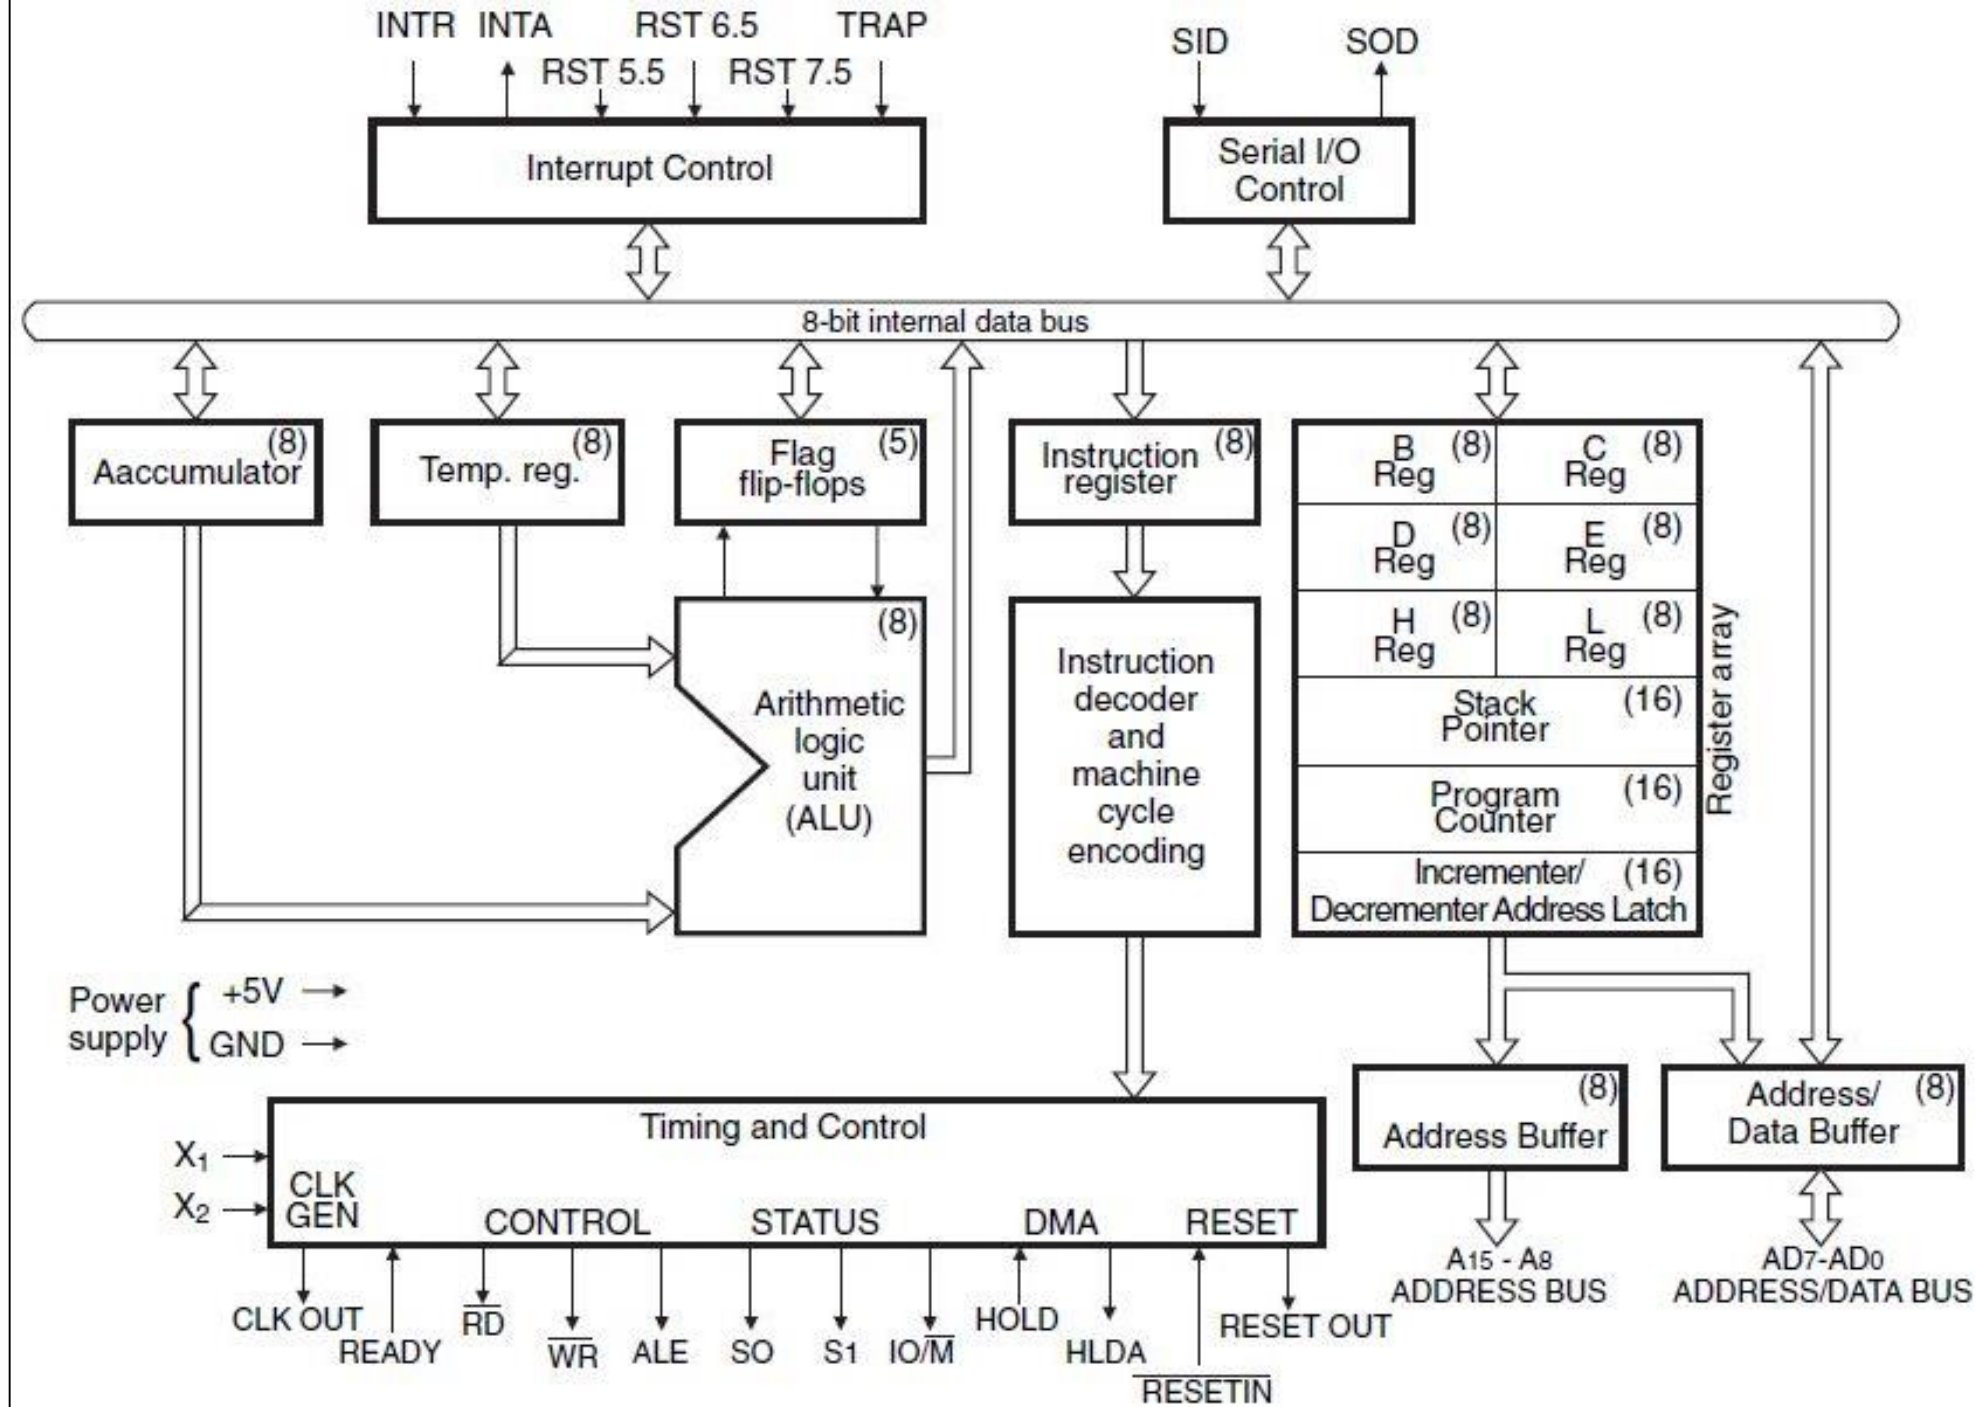 INTR INTA RST 6.5 TRAP
RST 5.5 RST 7.5
SID SOD
Interrupt Control
Serial I/O
Control
8-bit internal data bus
(8)
Aaccumulator
(8)
Temp. reg.
(5)
Flag
flip-flops
(8)
Instruction
register
B (8)
Reg
C (8)
Reg
D (8)
Reg
E (8)
Reg
H (8)
Reg
L (8)
Reg
Stack (16)
Pointer
Program (16)
Counter
Incrementer/ (16)
Decrementer Address Latch
Register array
(8)
Arithmetic
logic
unit
(ALU)
Instruction
decoder
and
machine
cycle
encoding
Power
supply
{ +5V
GND
Timing and Control
X1
X2
CLK
GEN
CONTROL STATUS DMA RESET
CLK OUT
READY
R̅D̅
W̅R̅
ALE
SO
S1
IO/M̅
HOLD
HLDA
R̅E̅S̅E̅T̅I̅N̅
RESET OUT
(8)
Address Buffer
Address/ (8)
Data Buffer
A15 - A8
ADDRESS BUS
AD7-AD0
ADDRESS/DATA BUS